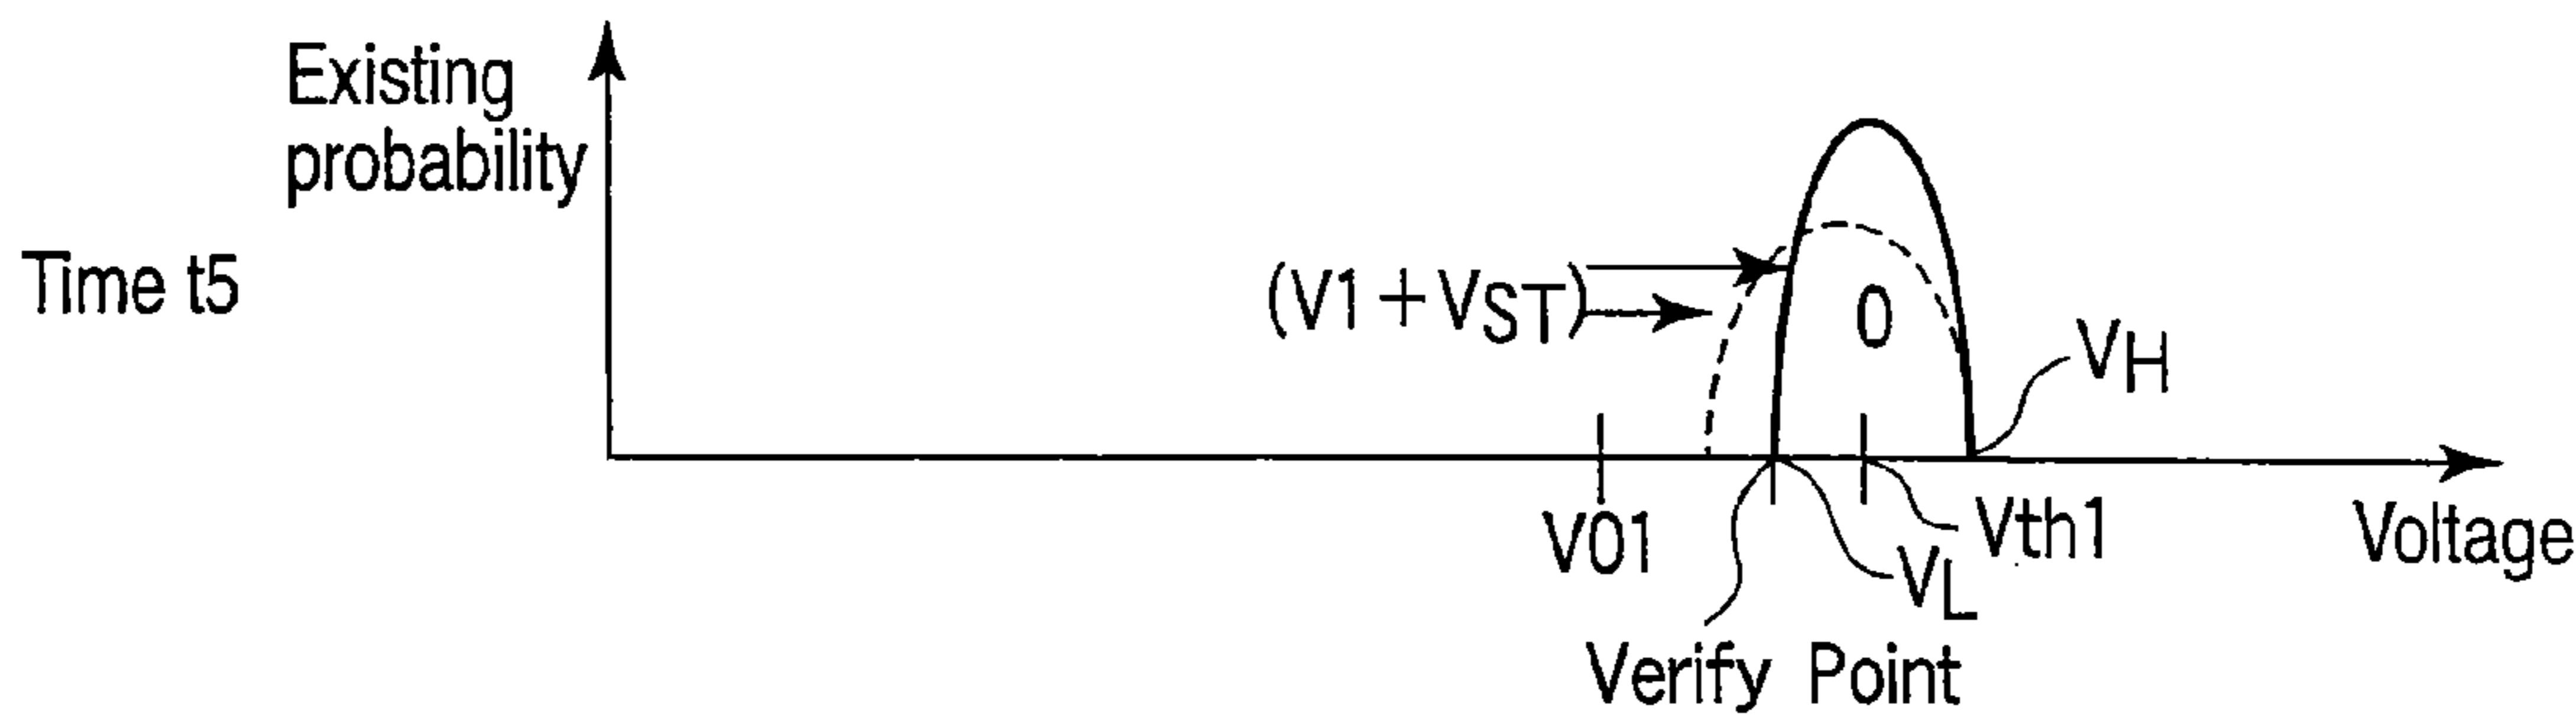 Existing
probability
Time t5
(V1+VST)
0
VH
V01
Vth1
VL
Voltage
Verify Point